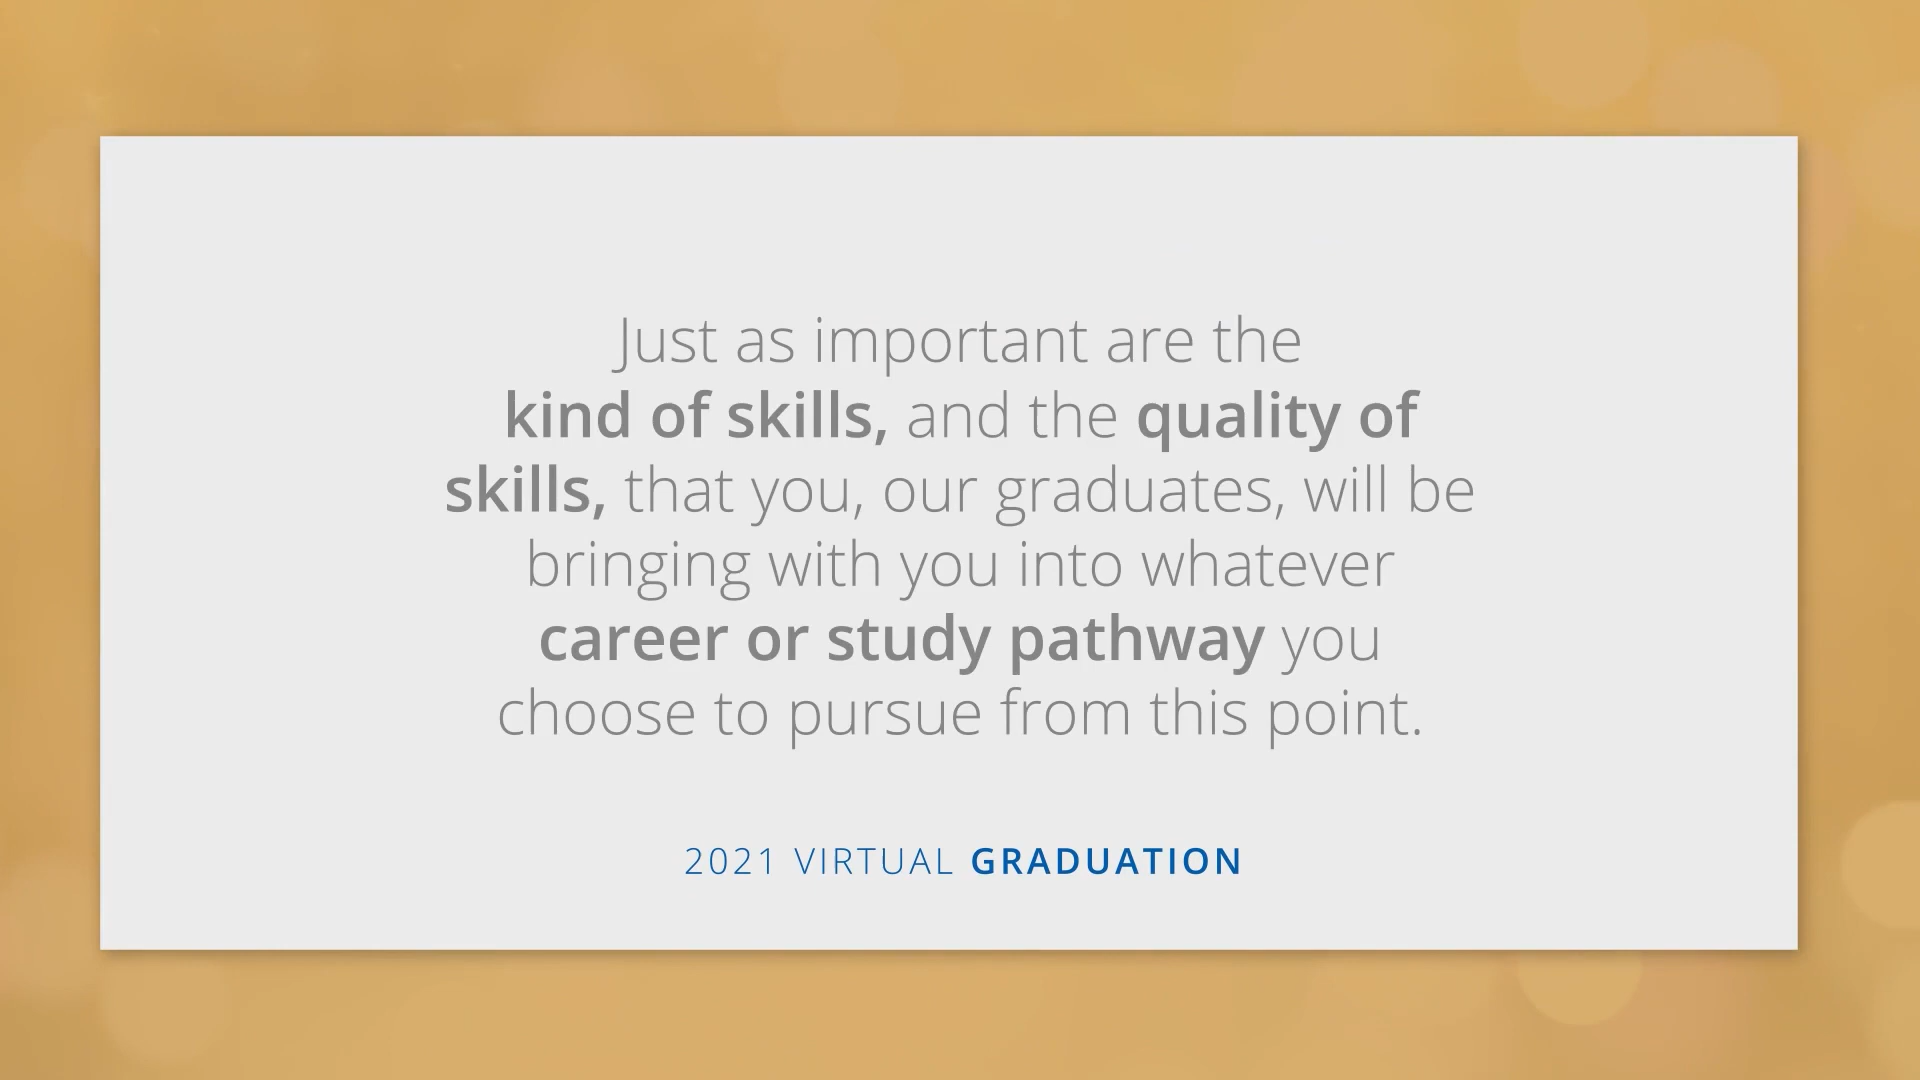 Just as important are the
kind of skills, and the quality of
skills, that you, our graduates, will be
bringing with you into whatever
career or study pathway you
choose to pursue from this point.
2021 VIRTUAL GRADUATION